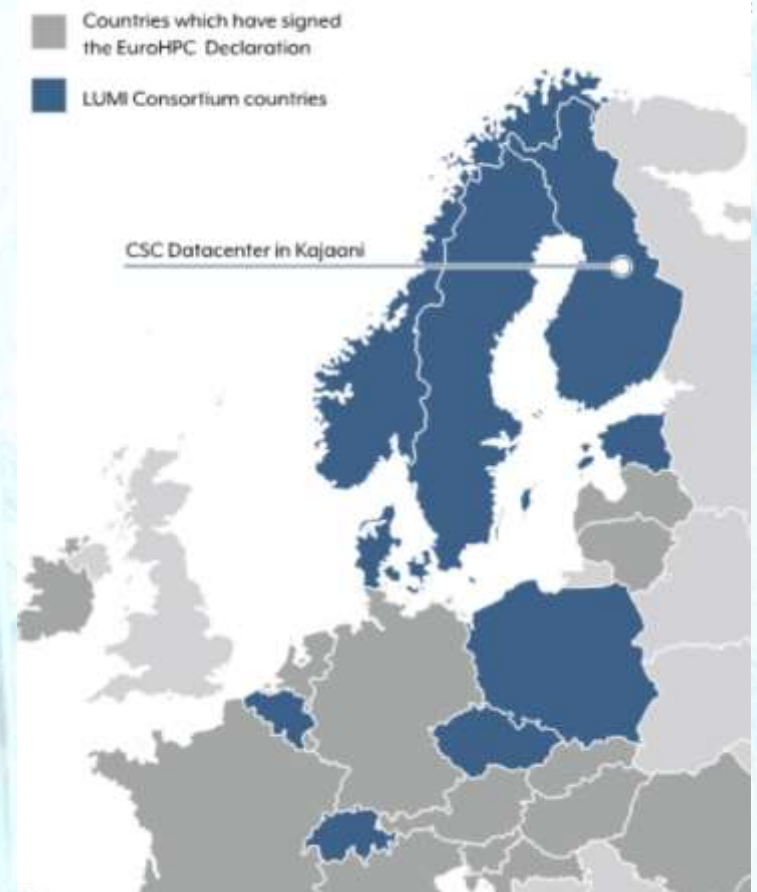 Countries which have signed
the EuroHPC Declaration
LUMI Consortium countries
CSC Datacenter in Kajaani